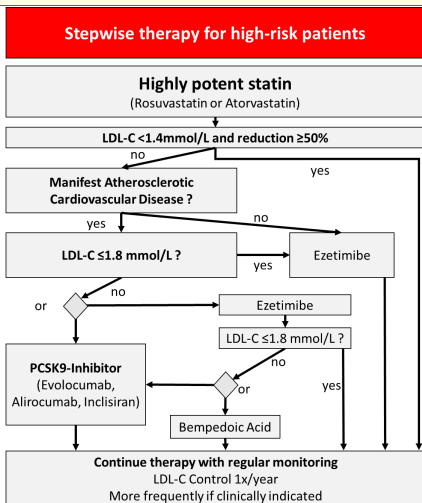 Stepwise therapy for high-risk patients
Highly potent statin
(Rosuvastatin or Atorvastatin)
LDL-C <1.4mmol/L and reduction ≥50%
no
yes
Manifest Atherosclerotic
Cardiovascular Disease ?
yes
no
LDL-C ≤1.8 mmol/L ?
yes
Ezetimibe
no
or
Ezetimibe
LDL-C ≤1.8 mmol/L ?
no
yes
PCSK9-Inhibitor
(Evolocumab,
Alirocumab, Inclisiran)
or
Bempedoic Acid
Continue therapy with regular monitoring
LDL-C Control 1x/year
More frequently if clinically indicated